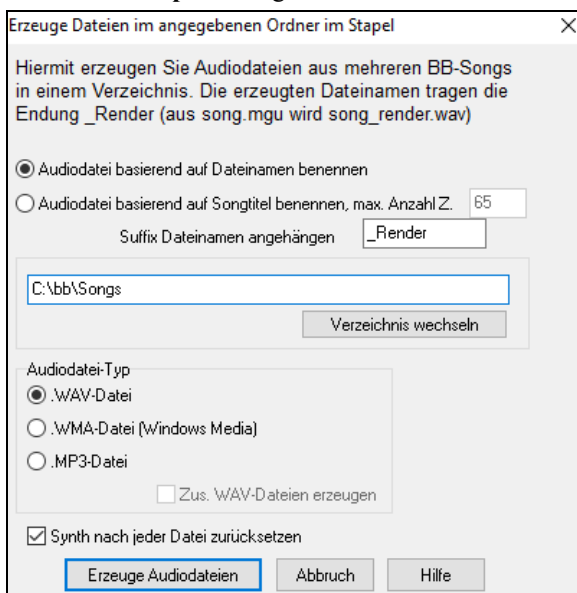 Erzeuge Dateien im angegebenen Ordner im Stapel
Hiermit erzeugen Sie Audiodateien aus mehreren BB-Songs
in einem Verzeichnis. Die erzeugten Dateinamen tragen die
Endung _Render (aus song.mgu wird song_render.wav)
Audiodatei basierend auf Dateinamen benennen
Audiodatei basierend auf Songtitel benennen, max. Anzahl Z. 65
Suffix Dateinamen angehängen _Render
C:\bb\Songs
Verzeichnis wechseln
Audiodatei-Typ
.WAV-Datei
.WMA-Datei (Windows Media)
.MP3-Datei
Zus. WAV-Dateien erzeugen
Synth nach jeder Datei zurücksetzen
Erzeuge Audiodateien Abbruch Hilfe